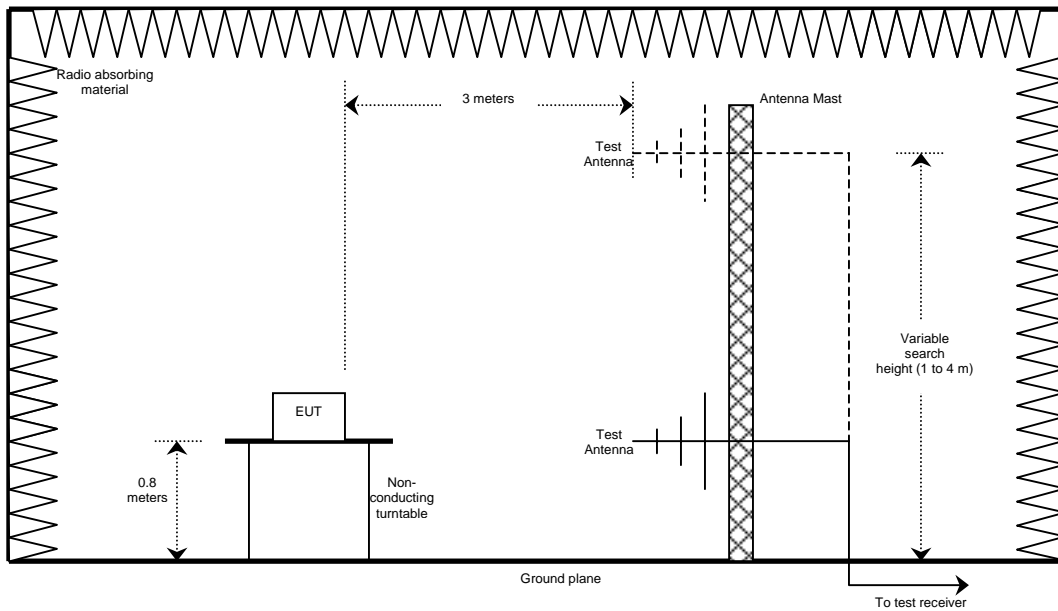 Radio absorbing
material
3 meters
Antenna Mast
Test
Antenna
Variable
search
height (1 to 4 m)
EUT
Test
Antenna
0.8
meters
Non-
conducting
turntable
Ground plane
To test receiver